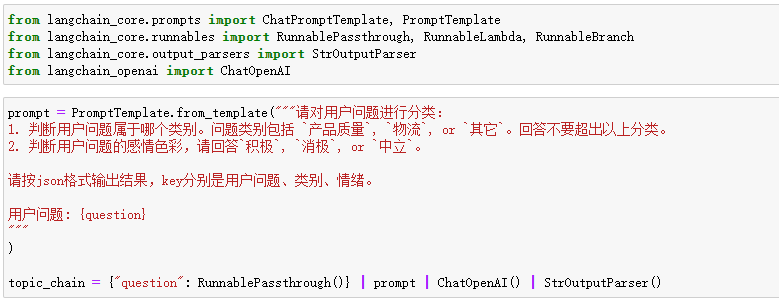 from langchain_core.prompts import ChatPromptTemplate, PromptTemplate
from langchain_core.runnables import RunnablePassthrough, RunnableLambda, RunnableBranch
from langchain_core.output_parsers import StrOutputParser
from langchain_openai import ChatOpenAI
prompt = PromptTemplate.from_template("""请对用户问题进行分类:
1. 判断用户问题属于哪个类别。问题类别包括 `产品质量`, `物流`, or `其它`。回答不要超出以上分类。
2. 判断用户问题的感情色彩，请回答`积极`, `消极`, or `中立`。
请按json格式输出结果，key分别是用户问题、类别、情绪。
用户问题: {question}
"""
)
topic_chain = {"question": RunnablePassthrough()} | prompt | ChatOpenAI() | StrOutputParser()